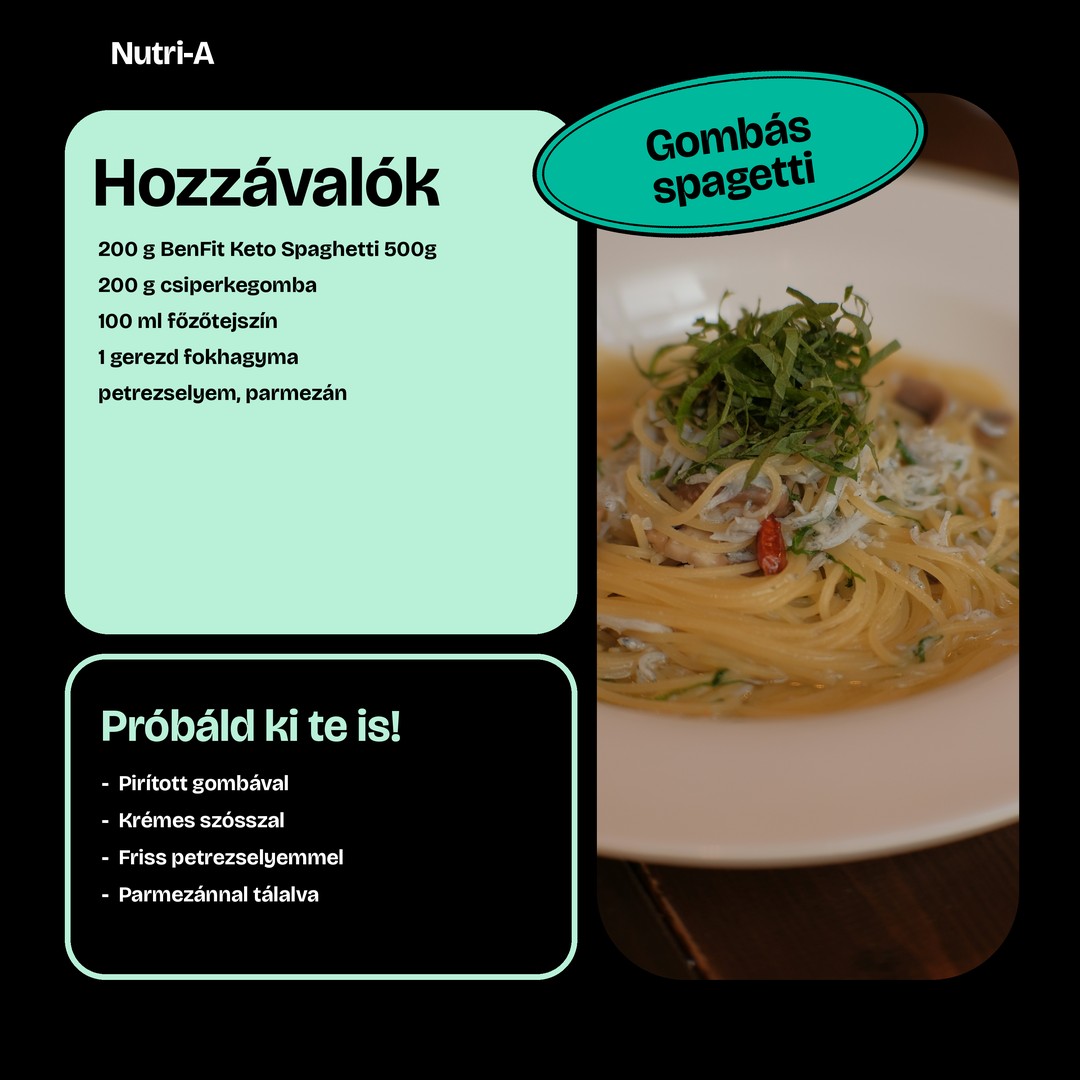 Nutri-A
Gombás
spagetti
Hozzávalók
200 g BenFit Keto Spaghetti 500g
200 g csiperkegomba
100 ml főzőtejszín
1 gerezd fokhagyma
petrezselyem, parmezán
Próbáld ki te is!
- Pirított gombával
- Krémes szósszal
- Friss petrezselyemmel
- Parmezánnal tálalva